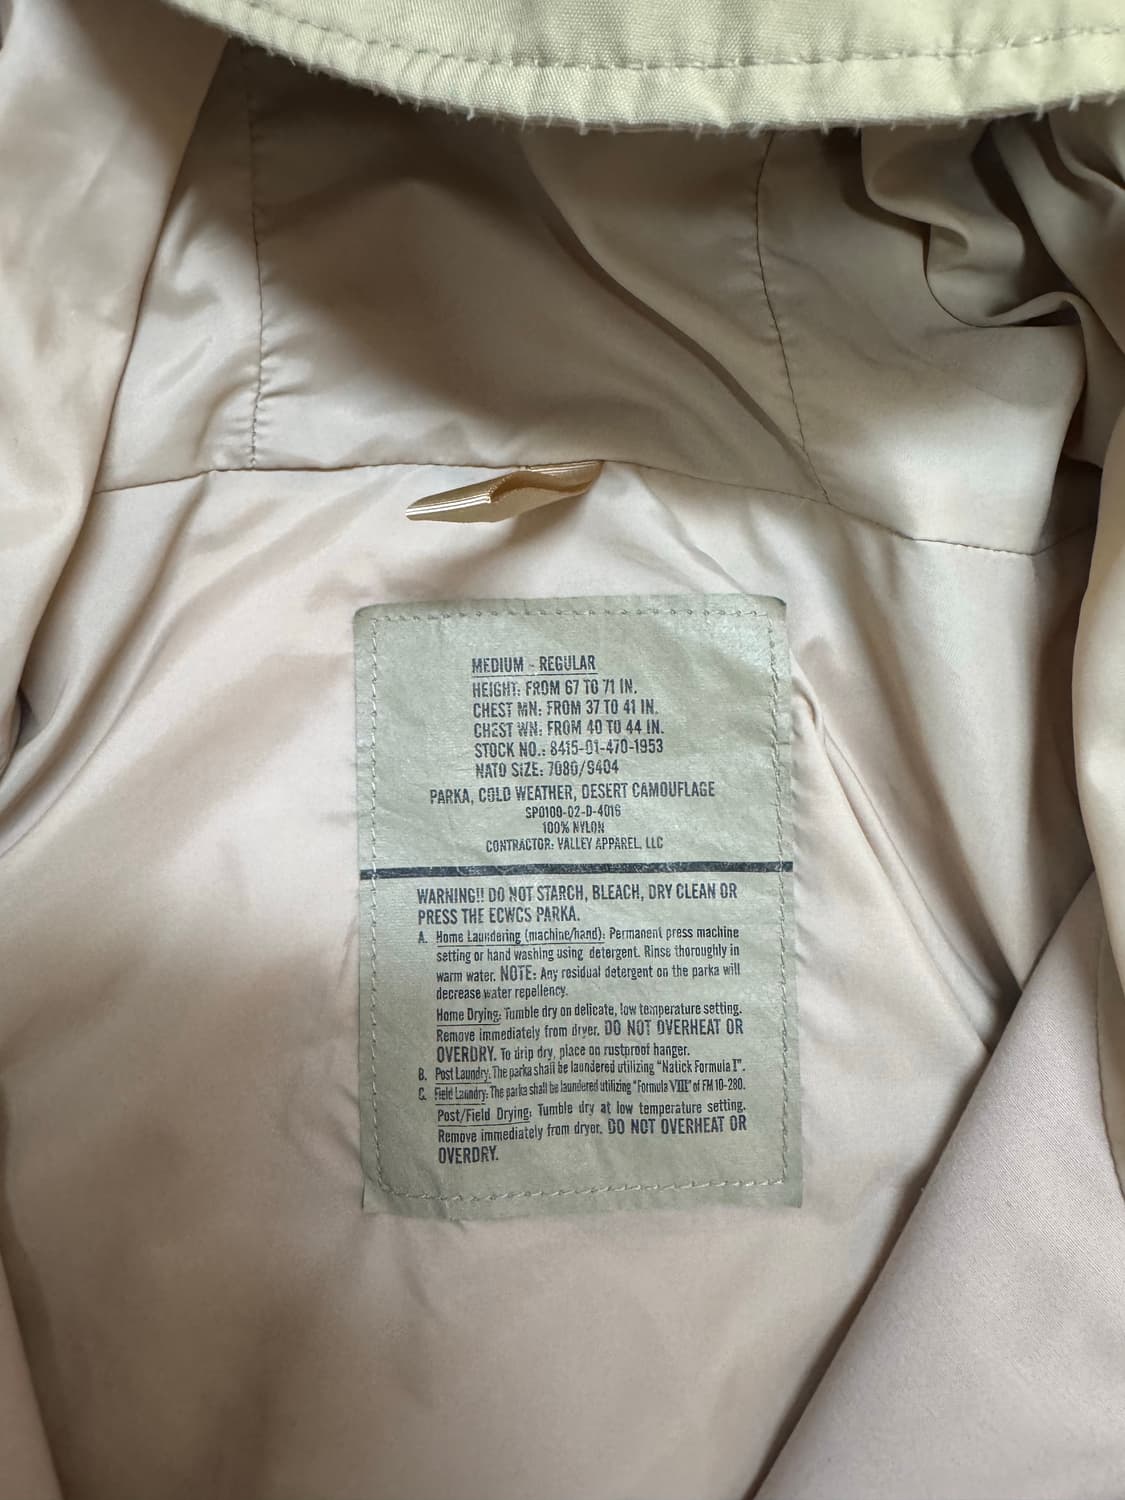 MEDIUM - REGULAR
HEIGHT: FROM 67 TO 71 IN.
CHEST MN: FROM 37 TO 41 IN.
CHEST WN: FROM 40 TO 44 IN.
STOCK NO.: 8415-01-470-1953
NATO SIZE: 7080/9404
PARKA, COLD WEATHER, DESERT CAMOUFLAGE
SP0100-02-D-4016
100% NYLON
CONTRACTOR: VALLEY APPAREL, LLC
WARNING!! DO NOT STARCH, BLEACH, DRY CLEAN OR
PRESS THE ECWCS PARKA.
A. Home Laundering (machine/hand): Permanent press machine
setting or hand washing using detergent. Rinse thoroughly in
warm water. NOTE: Any residual detergent on the parka will
decrease water repellency.
Home Drying: Tumble dry on delicate, low temperature setting.
Remove immediately from dryer. DO NOT OVERHEAT OR
OVERDRY. To drip dry, place on rustproof hanger.
B. Post Laundry: The parka shall be laundered utilizing "Natick Formula I".
C. Field Laundry: The parka shall be laundered utilizing "Formula VIII" of FM 10-280.
Post/Field Drying: Tumble dry at low temperature setting.
Remove immediately from dryer. DO NOT OVERHEAT OR
OVERDRY.